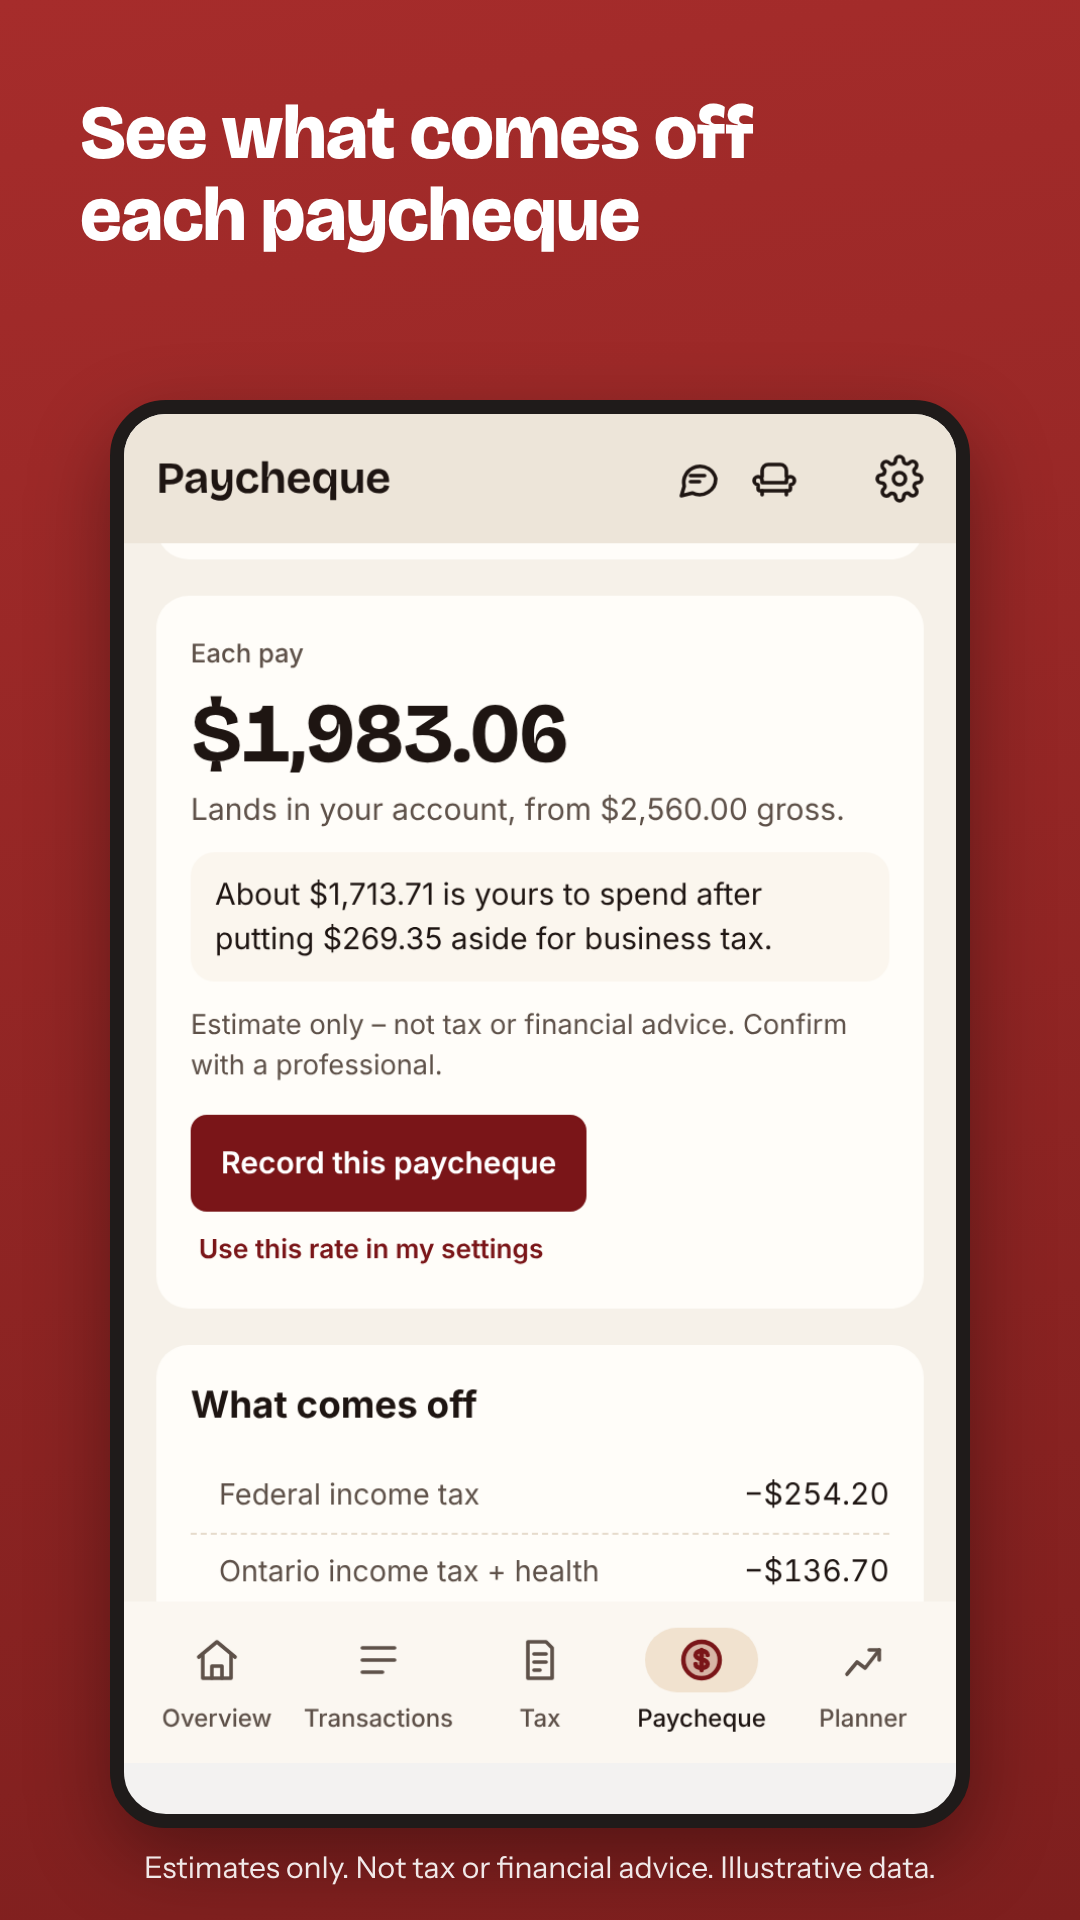 See what comes off
each paycheque
Paycheque
Each pay
$1,983.06
Lands in your account, from $2,560.00 gross.
About $1,713.71 is yours to spend after
putting $269.35 aside for business tax.
Estimate only – not tax or financial advice. Confirm
with a professional.
Record this paycheque
Use this rate in my settings
What comes off
Federal income tax −$254.20
Ontario income tax + health −$136.70
Overview Transactions Tax Paycheque Planner
Estimates only. Not tax or financial advice. Illustrative data.